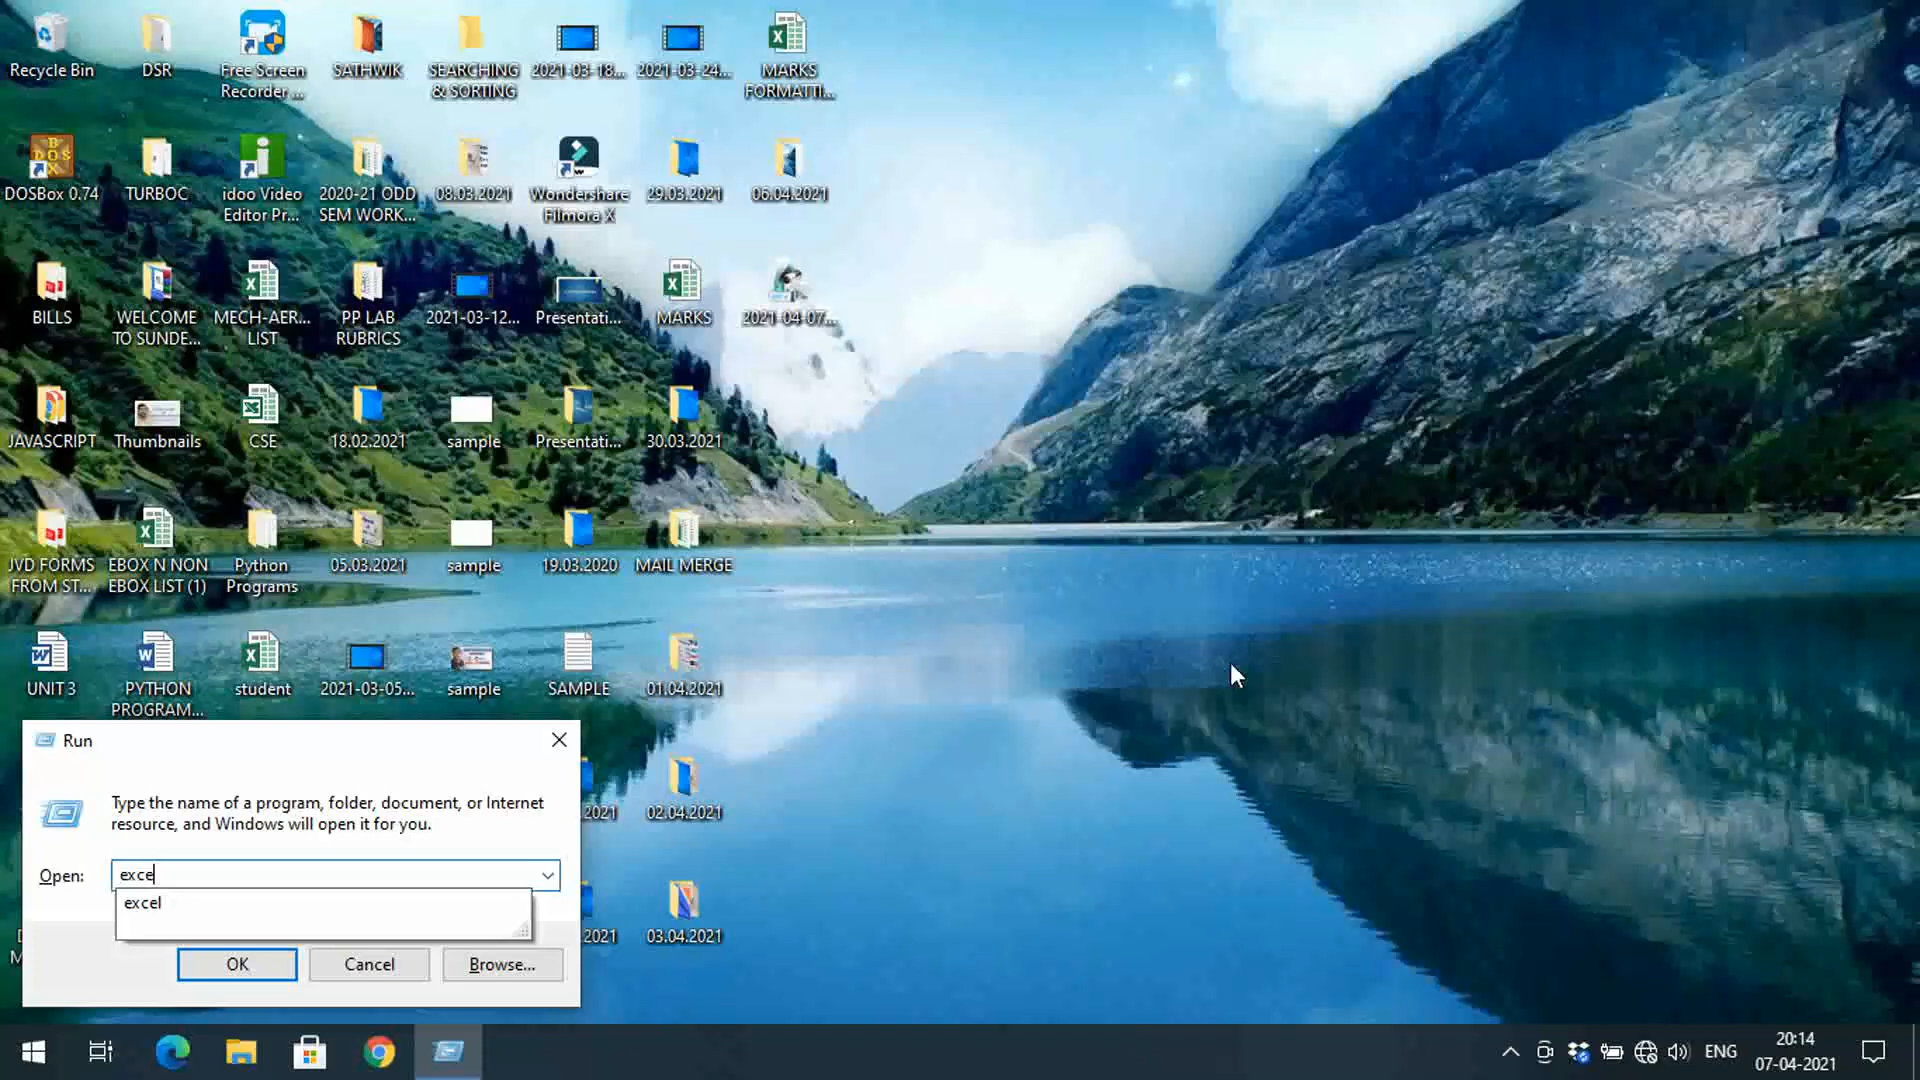 Recycle Bin
DSR
Free Screen
Recorder ...
SATHWIK
SEARCHING
& SORTING
2021-03-18...
2021-03-24...
MARKS
FORMATTI...
DOSBox 0.74
TURBOC
idoo Video
Editor Pr...
2020-21 ODD
SEM WORK...
08.03.2021
Wondershare
Filmora X
29.03.2021
06.04.2021
BILLS
WELCOME
TO SUNDE...
MECH-AER...
LIST
PP LAB
RUBRICS
2021-03-12...
Presentati...
MARKS
2021-04-07...
JAVASCRIPT
Thumbnails
CSE
18.02.2021
sample
Presentati...
30.03.2021
JVD FORMS
FROM ST...
EBOX N NON
EBOX LIST (1)
Python
Programs
05.03.2021
sample
19.03.2020
MAIL MERGE
UNIT 3
PYTHON
PROGRAM...
student
2021-03-05...
sample
SAMPLE
01.04.2021
02.04.2021
03.04.2021
Run
Type the name of a program, folder, document, or Internet
resource, and Windows will open it for you.
Open:
exce
excel
OK
Cancel
Browse...
ENG
20:14
07-04-2021